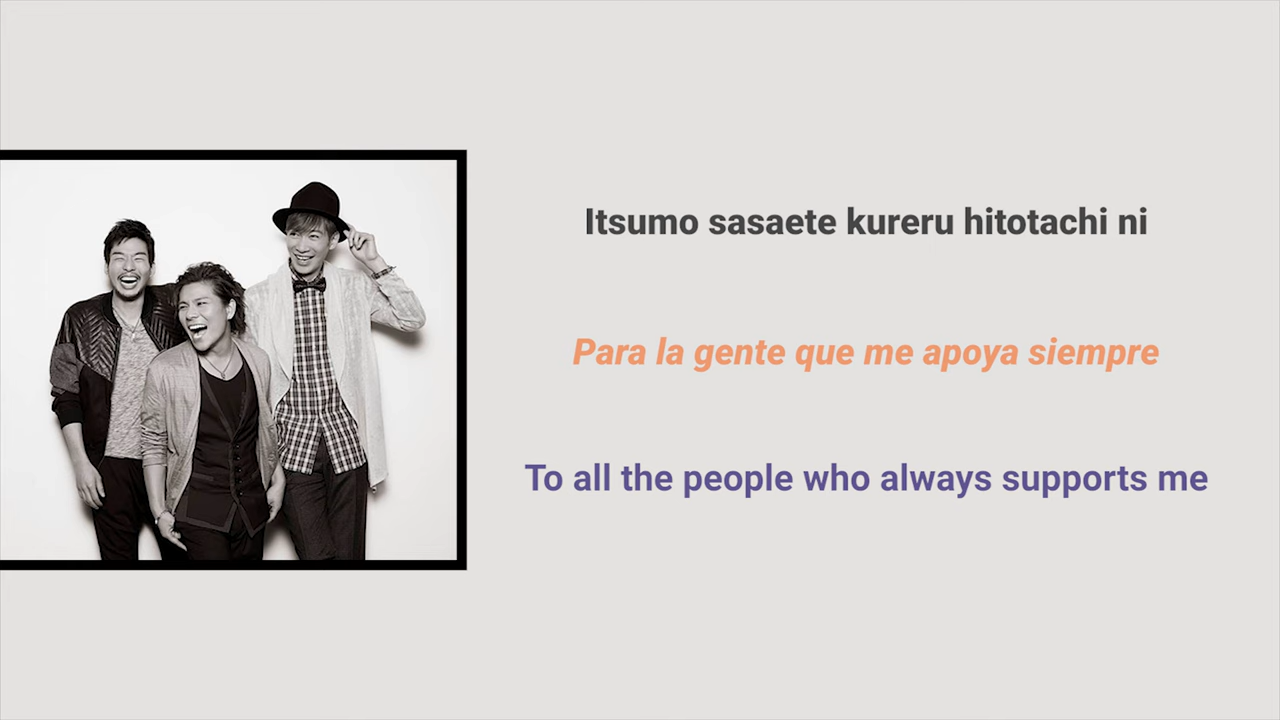 Itsumo sasaete kureru hitotachi ni
Para la gente que me apoya siempre
To all the people who always supports me